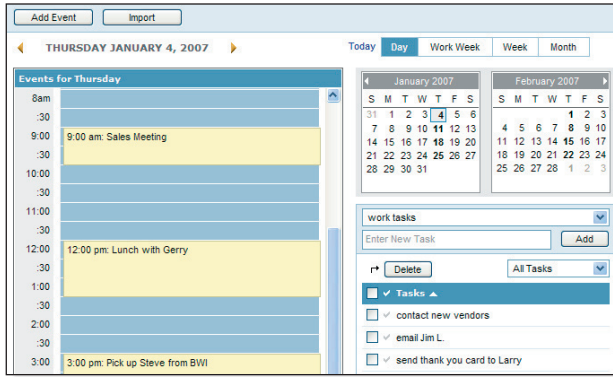 Add Event Import
THURSDAY JANUARY 4, 2007
Today Day Work Week Week Month
Events for Thursday
8am
:30
9:00 9:00 am: Sales Meeting
:30
10:00
:30
11:00
:30
12:00 12:00 pm: Lunch with Gerry
:30
1:00
:30
2:00
:30
3:00 3:00 pm: Pick up Steve from BWI
January 2007
S M T W T F S
31 1 2 3 4 5 6
7 8 9 10 11 12 13
14 15 16 17 18 19 20
21 22 23 24 25 26 27
28 29 30 31
February 2007
S M T W T F S
1 2 3
4 5 6 7 8 9 10
11 12 13 14 15 16 17
18 19 20 21 22 23 24
25 26 27 28 1 2 3
work tasks
Enter New Task Add
Delete All Tasks
Tasks
contact new vendors
email Jim L.
send thank you card to Larry